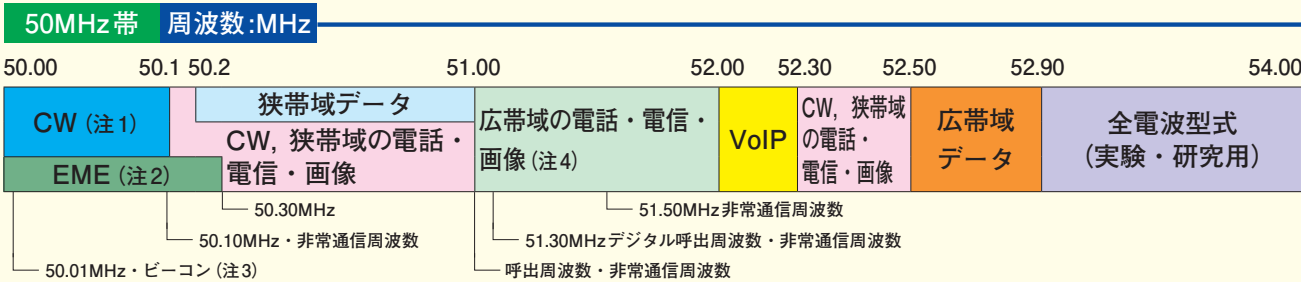 50MHz帯 周波数:MHz
50.00 50.1 50.2 51.00 52.00 52.30 52.50 52.90 54.00
CW(注1)
EME(注2)
狭帯域データ
CW, 狭帯域の電話・
電信・画像
広帯域の電話・電信・
画像(注4)
VoIP
CW, 狭帯域
の電話・
電信・画像
広帯域
データ
全電波型式
(実験・研究用)
50.30MHz
51.50MHz非常通信周波数
50.10MHz・非常通信周波数
51.30MHzデジタル呼出周波数・非常通信周波数
50.01MHz・ビーコン(注3)
呼出周波数・非常通信周波数